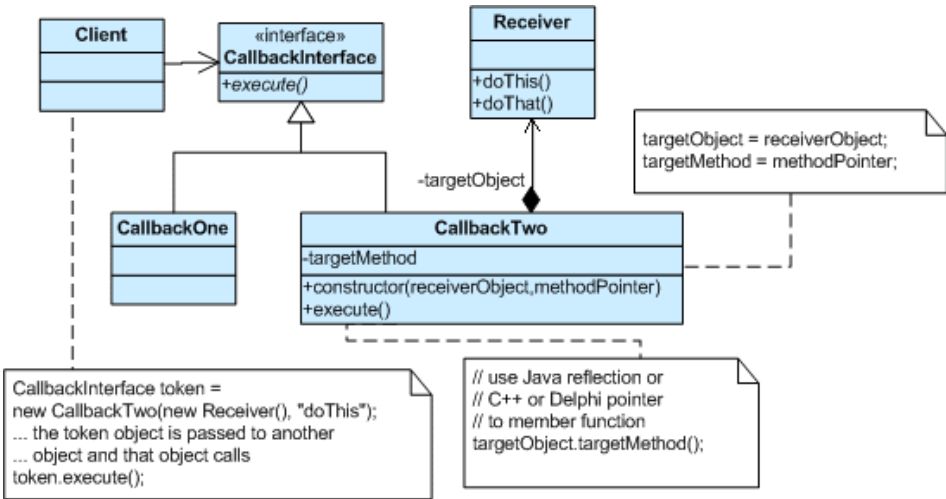 Client
«interface»
CallbackInterface
+execute()
Receiver
+doThis()
+doThat()
targetObject = receiverObject;
targetMethod = methodPointer;
-targetObject
CallbackOne
CallbackTwo
-targetMethod
+constructor(receiverObject,methodPointer)
+execute()
CallbackInterface token =
new CallbackTwo(new Receiver(), "doThis");
... the token object is passed to another
... object and that object calls
token.execute();
// use Java reflection or
// C++ or Delphi pointer
// to member function
targetObject.targetMethod();